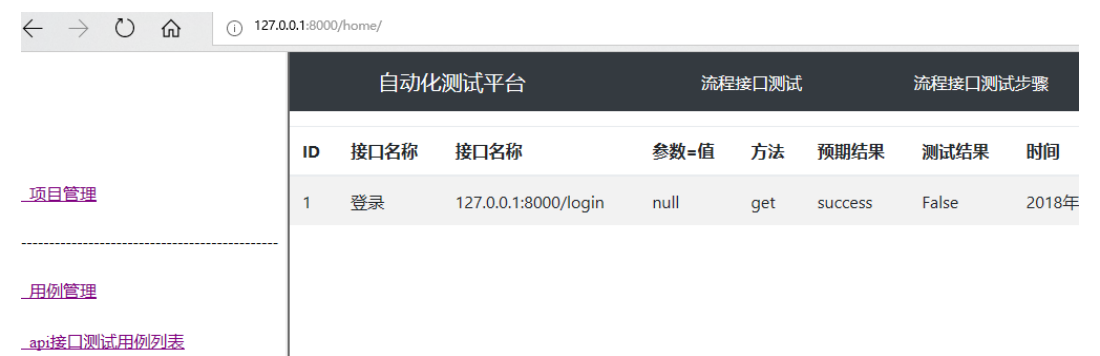 127.0.0.1:8000/home/
自动化测试平台 流程接口测试 流程接口测试步骤
ID 接口名称 接口名称 参数=值 方法 预期结果 测试结果 时间
1 登录 127.0.0.1:8000/login null get success False 2018年
项目管理
--------------------------------------------
用例管理
api接口测试用例列表